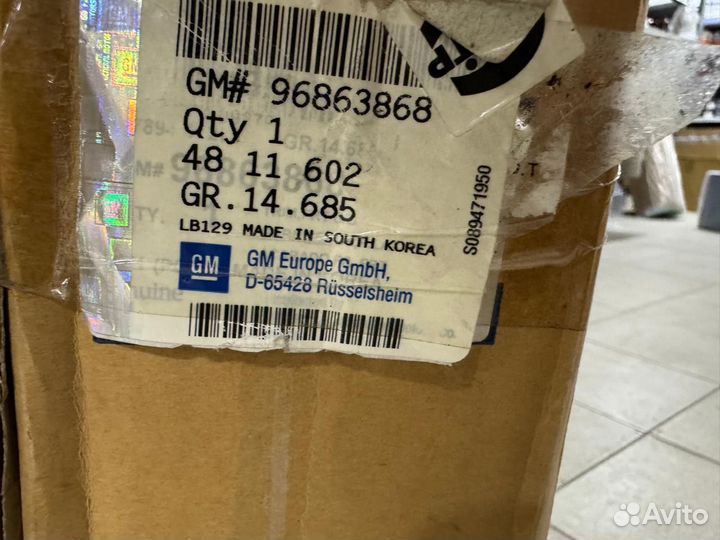 GM# 96863868
Qty 1
48 11 602
GR.14.685
LB129 MADE IN SOUTH KOREA
GM
GM Europe GmbH,
D-65428 Rüsselsheim
S089471950
Avito